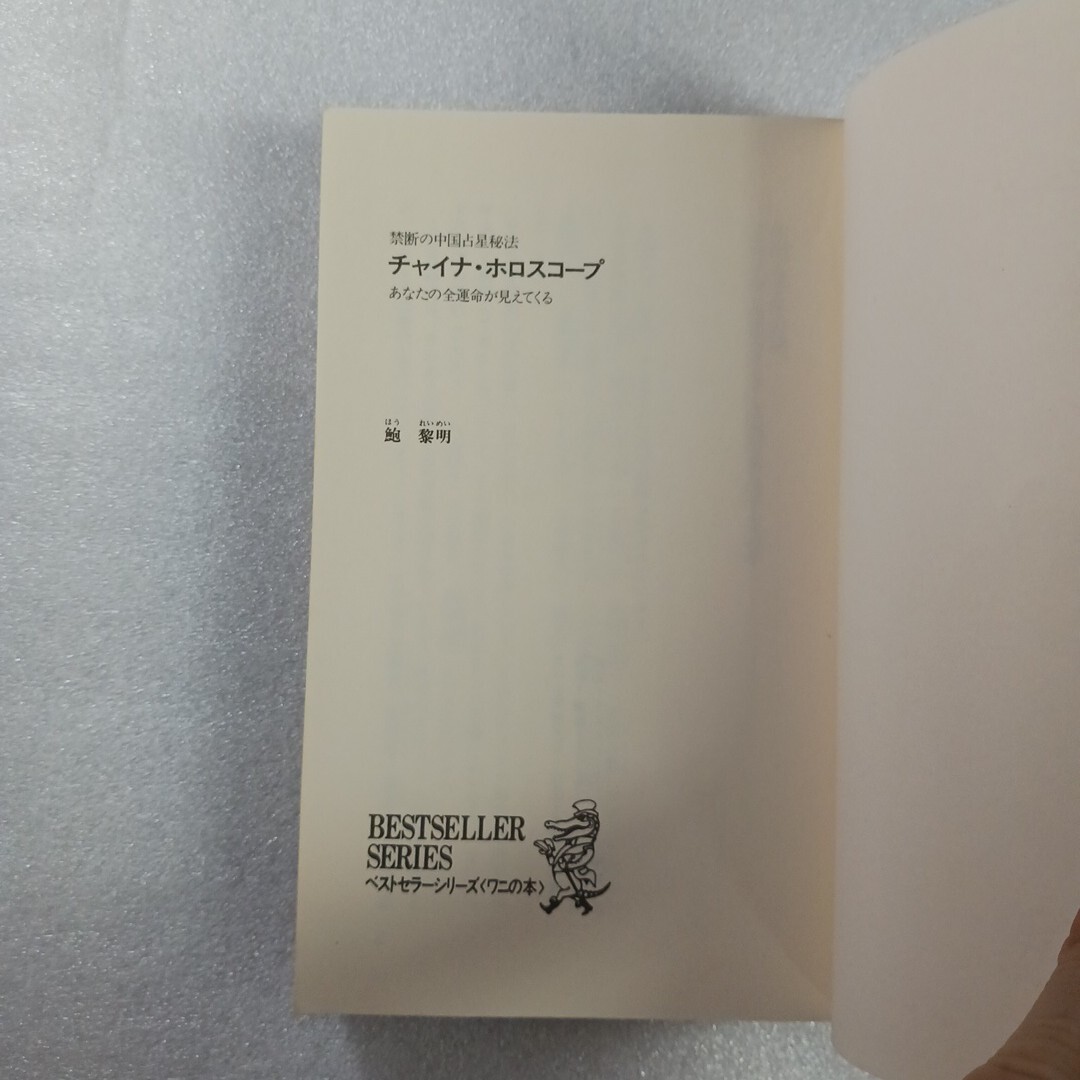 禁断の中国占星秘法
チャイナ・ホロスコープ
あなたの全運命が見えてくる
ほう れいめい
鮑 黎明
BESTSELLER
SERIES
ベストセラーシリーズ〈ワニの本〉